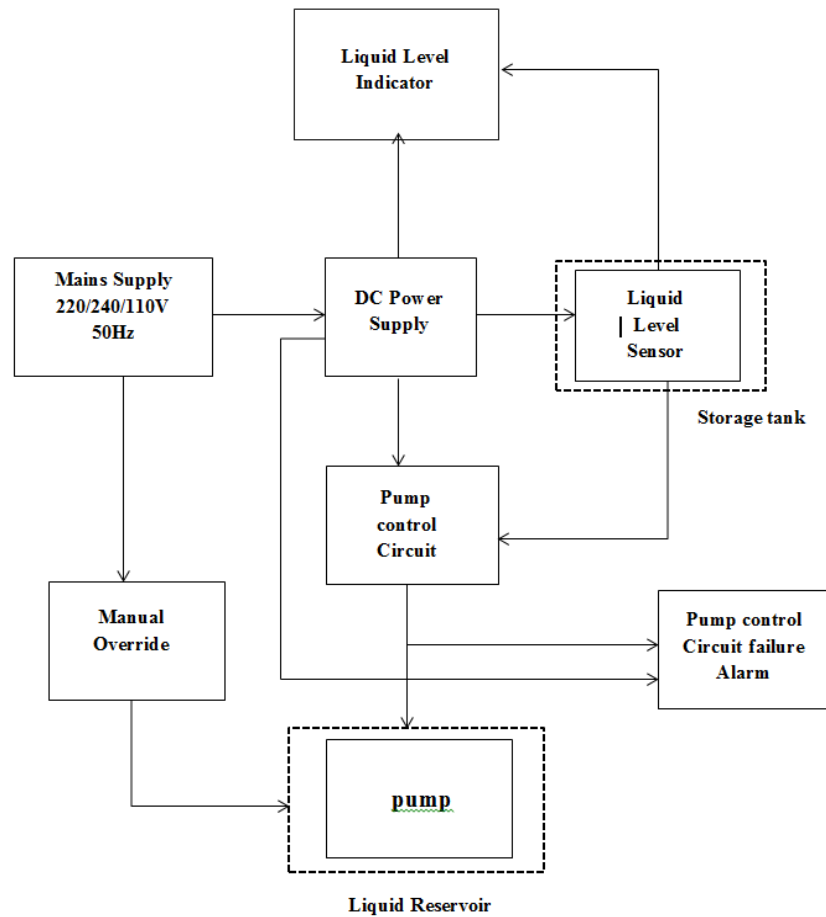 Liquid Level
Indicator
Mains Supply
220/240/110V
50Hz
DC Power
Supply
Liquid
Level
Sensor
Storage tank
Pump
control
Circuit
Manual
Override
Pump control
Circuit failure
Alarm
pump
Liquid Reservoir